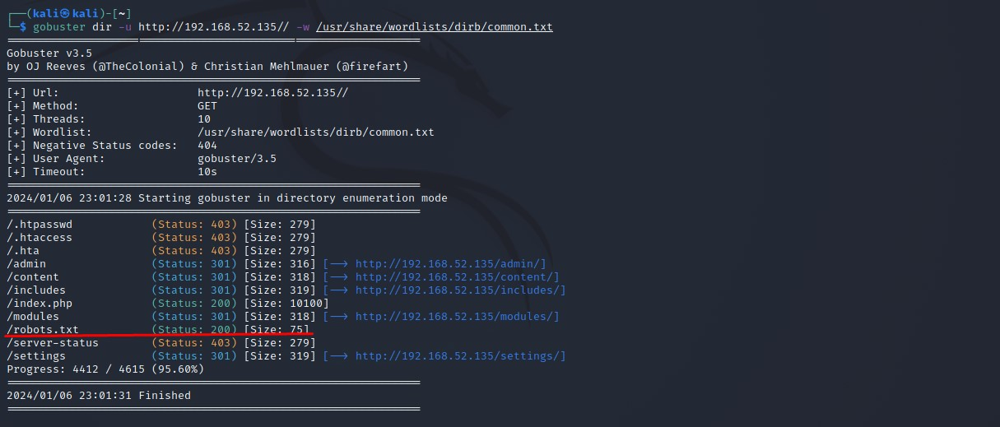 ┌──(kali㉿kali)-[~]
└─$ gobuster dir -u http://192.168.52.135// -w /usr/share/wordlists/dirb/common.txt
===============================================================
Gobuster v3.5
by OJ Reeves (@TheColonial) & Christian Mehlmauer (@firefart)
===============================================================
[+] Url:                     http://192.168.52.135//
[+] Method:                  GET
[+] Threads:                 10
[+] Wordlist:                /usr/share/wordlists/dirb/common.txt
[+] Negative Status codes:   404
[+] User Agent:              gobuster/3.5
[+] Timeout:                 10s
===============================================================
2024/01/06 23:01:28 Starting gobuster in directory enumeration mode
===============================================================
/.htpasswd            (Status: 403) [Size: 279]
/.htaccess            (Status: 403) [Size: 279]
/.hta                 (Status: 403) [Size: 279]
/admin                (Status: 301) [Size: 316] [--> http://192.168.52.135/admin/]
/content              (Status: 301) [Size: 318] [--> http://192.168.52.135/content/]
/includes             (Status: 301) [Size: 319] [--> http://192.168.52.135/includes/]
/index.php            (Status: 200) [Size: 10100]
/modules              (Status: 301) [Size: 318] [--> http://192.168.52.135/modules/]
/robots.txt           (Status: 200) [Size: 75]
/server-status        (Status: 403) [Size: 279]
/settings             (Status: 301) [Size: 319] [--> http://192.168.52.135/settings/]
Progress: 4412 / 4615 (95.60%)
===============================================================
2024/01/06 23:01:31 Finished
===============================================================